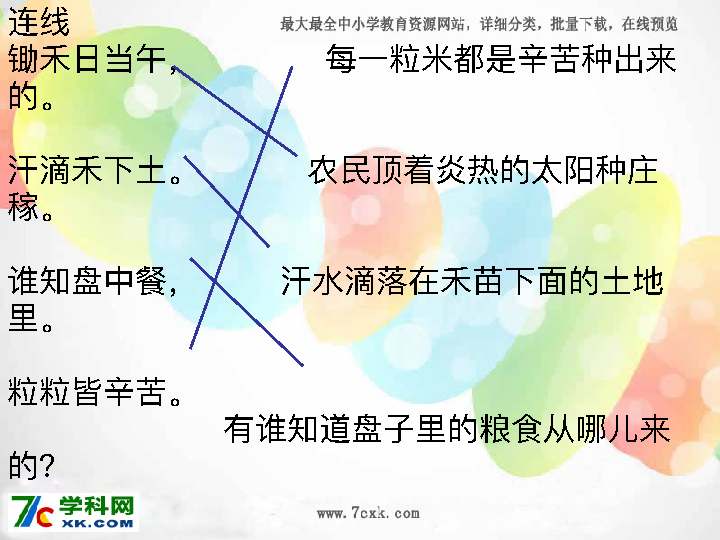 连线
最大最全中小学教育资源网站，详细分类，批量下载，在线预览
锄禾日当午， 每一粒米都是辛苦种出来
的。
汗滴禾下土。 农民顶着炎热的太阳种庄
稼。
谁知盘中餐， 汗水滴落在禾苗下面的土地
里。
粒粒皆辛苦。
有谁知道盘子里的粮食从哪儿来
的？
7C学科网
XK.COM
www.7cxk.com